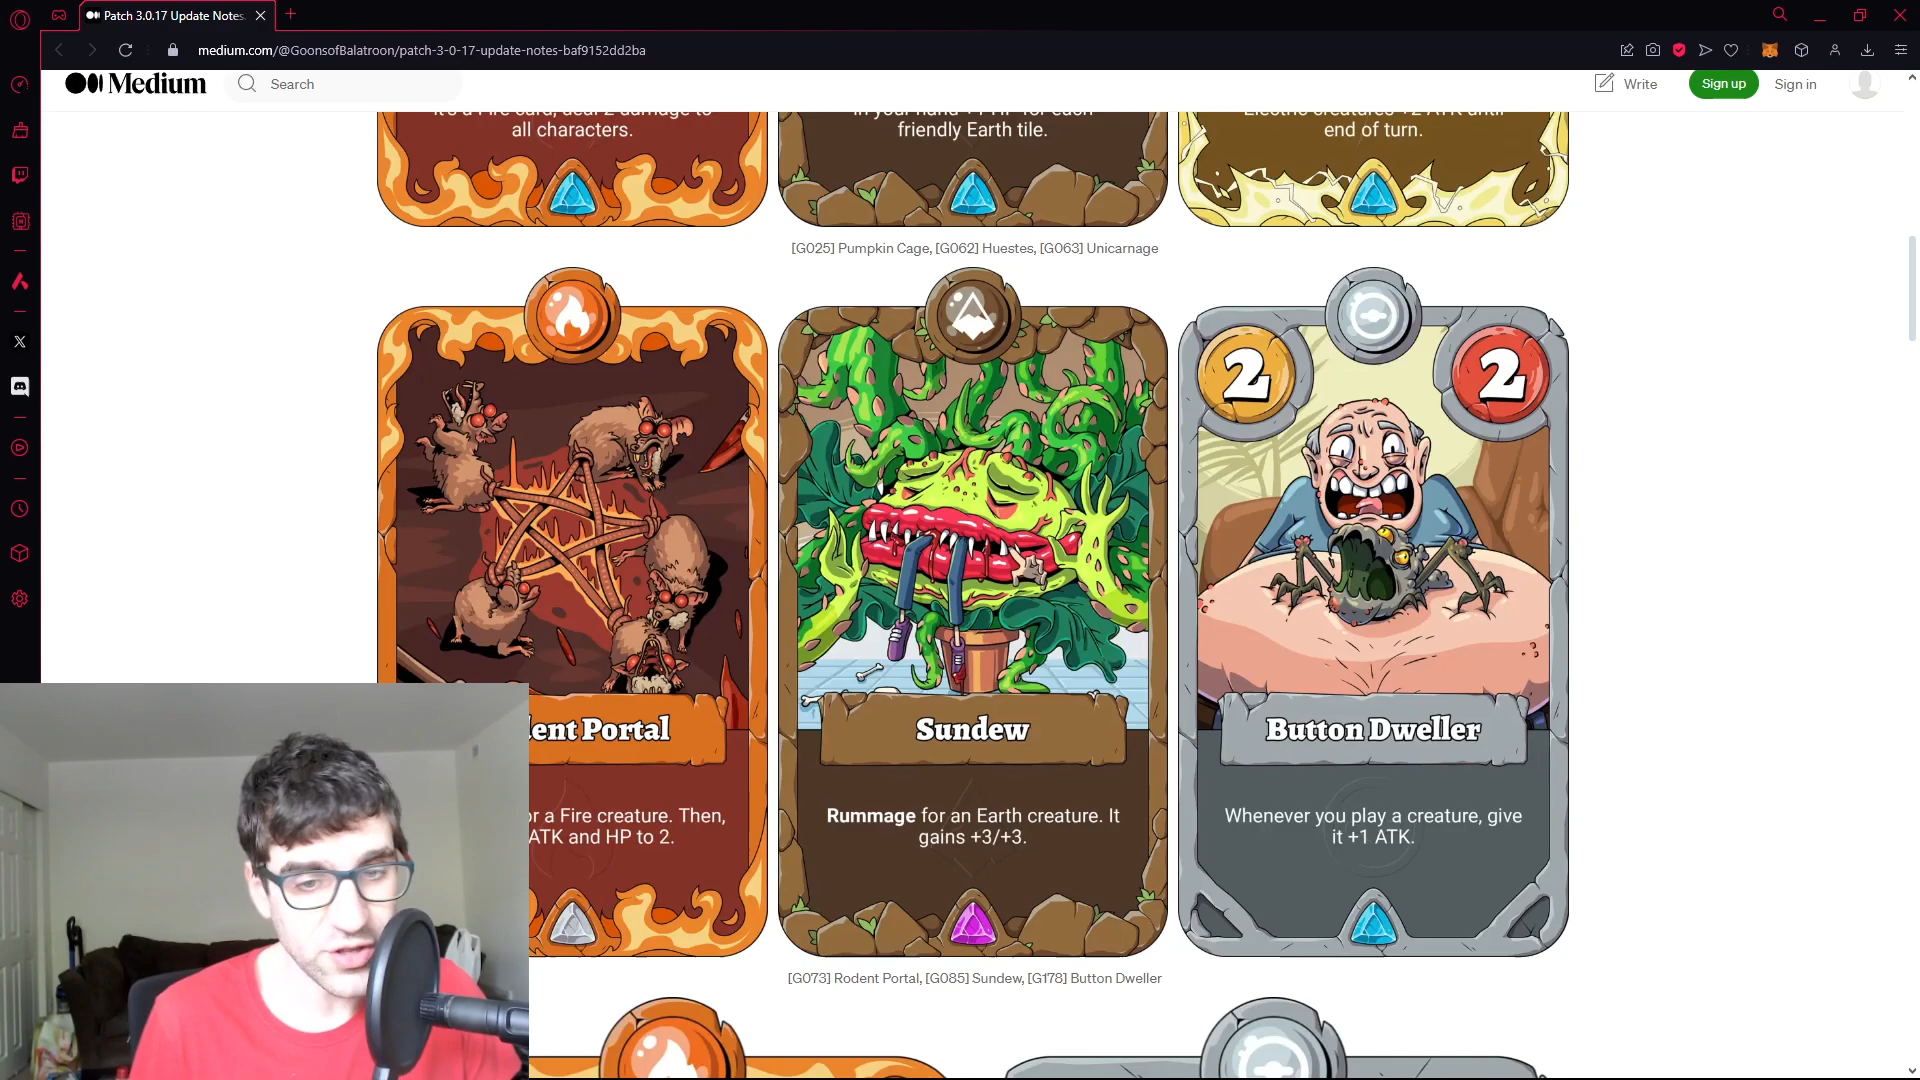 Patch 3.0.17 Update Notes.
medium.com/@GoonsofBalatroon/patch-3-0-17-update-notes-baf9152dd2ba
Medium
Search
Write
Sign up
Sign in
all characters.
friendly Earth tile.
end of turn.
[G025] Pumpkin Cage, [G062] Huestes, [G063] Unicarnage
2
2
ent Portal
Sundew
Button Dweller
r a Fire creature. Then,
ATK and HP to 2.
Rummage for an Earth creature. It
gains +3/+3.
Whenever you play a creature, give
it +1 ATK.
[G073] Rodent Portal, [G085] Sundew, [G178] Button Dweller